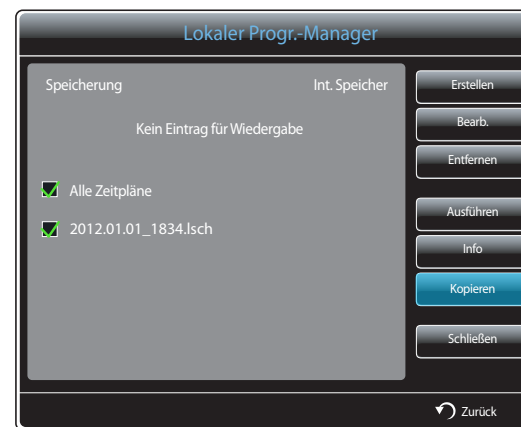 Lokaler Progr.-Manager
Speicherung Int. Speicher
Kein Eintrag für Wiedergabe
Alle Zeitpläne
2012.01.01_1834.lsch
Erstellen
Bearb.
Entfernen
Ausführen
Info
Kopieren
Schließen
Zurück